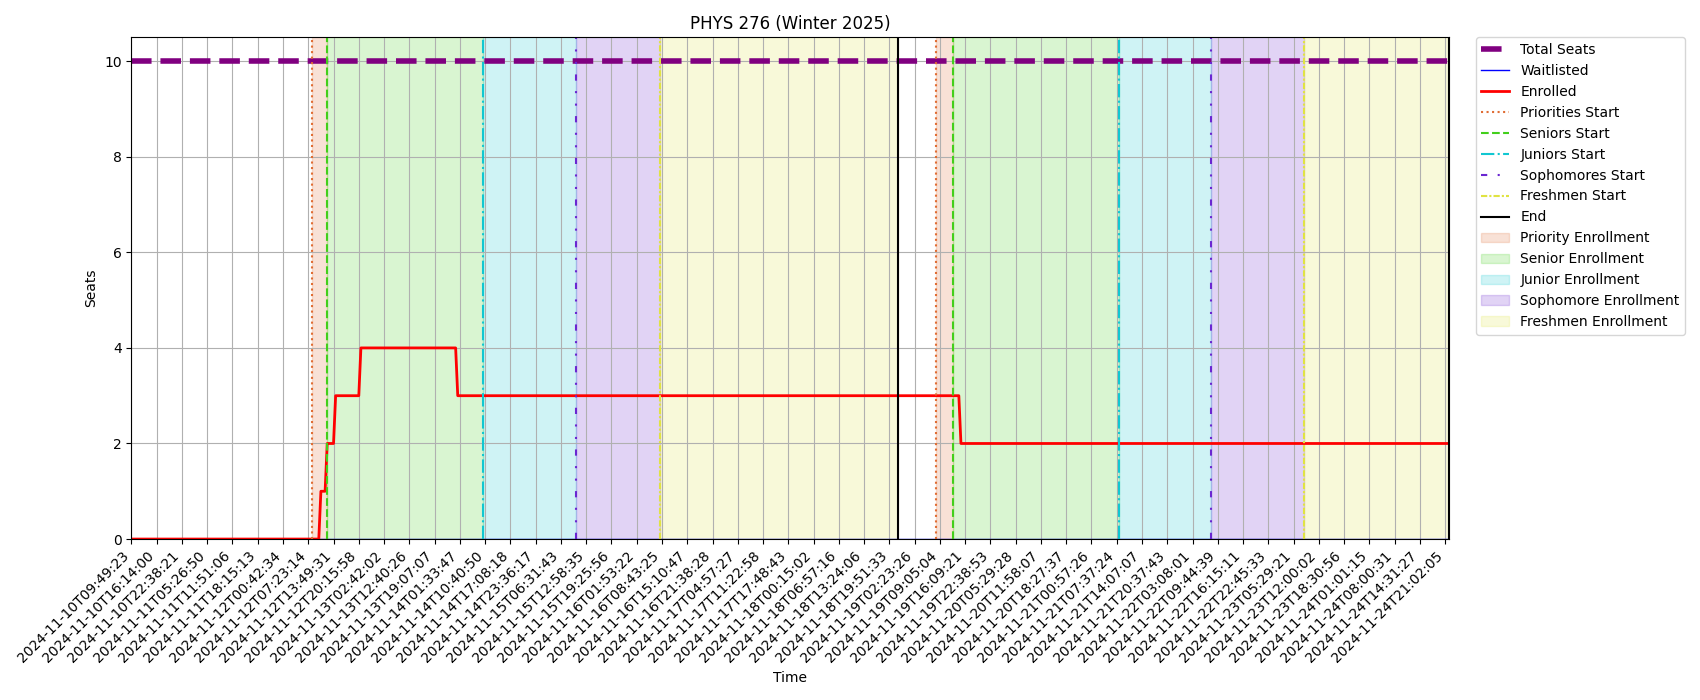 PHYS 276 (Winter 2025)
Seats
10
8
6
4
2
0
2024-11-10T09:49:23
2024-11-10T16:14:00
2024-11-10T22:38:21
2024-11-11T05:26:50
2024-11-11T11:51:06
2024-11-11T18:15:13
2024-11-12T00:42:34
2024-11-12T07:23:14
2024-11-12T13:49:31
2024-11-12T20:15:58
2024-11-13T02:42:02
2024-11-13T12:40:26
2024-11-13T19:07:07
2024-11-14T01:33:47
2024-11-14T10:40:50
2024-11-14T17:08:18
2024-11-14T23:36:17
2024-11-15T06:31:43
2024-11-15T12:58:35
2024-11-15T19:25:56
2024-11-16T01:53:22
2024-11-16T08:43:25
2024-11-16T15:10:47
2024-11-16T21:38:28
2024-11-17T04:57:27
2024-11-17T11:22:58
2024-11-17T17:48:43
2024-11-18T00:15:02
2024-11-18T06:57:16
2024-11-18T13:24:06
2024-11-18T19:51:33
2024-11-19T02:23:26
2024-11-19T09:05:04
2024-11-19T16:09:21
2024-11-19T22:38:53
2024-11-20T05:29:28
2024-11-20T11:58:07
2024-11-20T18:27:37
2024-11-21T00:57:26
2024-11-21T07:37:24
2024-11-21T14:07:07
2024-11-21T20:37:43
2024-11-22T03:08:01
2024-11-22T09:44:39
2024-11-22T16:15:11
2024-11-22T22:45:33
2024-11-23T05:29:21
2024-11-23T12:00:02
2024-11-23T18:30:56
2024-11-24T01:01:15
2024-11-24T08:00:31
2024-11-24T14:31:27
2024-11-24T21:02:05
Time
Total Seats
Waitlisted
Enrolled
Priorities Start
Seniors Start
Juniors Start
Sophomores Start
Freshmen Start
End
Priority Enrollment
Senior Enrollment
Junior Enrollment
Sophomore Enrollment
Freshmen Enrollment